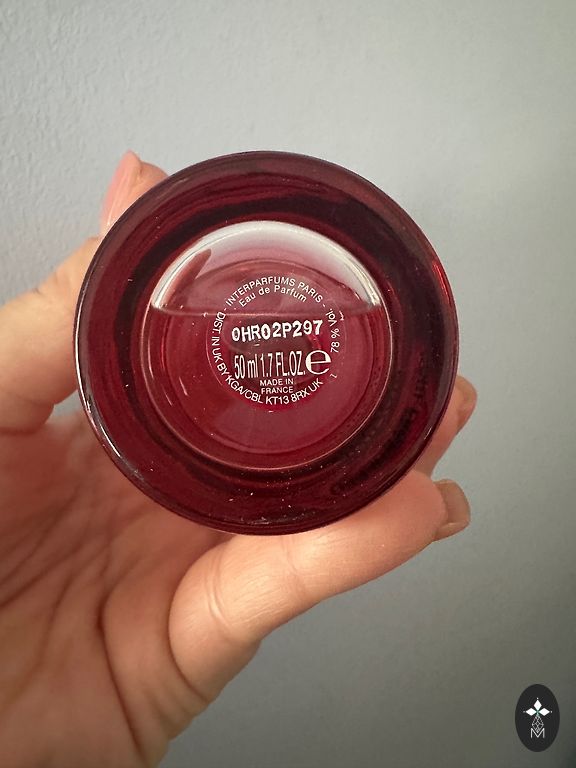 - INTERPARFUMS PARIS -
Eau de Parfum
0HR02P297
50 ml 1.7 FL.OZ. e
MADE IN
FRANCE
DIST. IN UK BY KGA/CBL KT13 8RX.UK
78 % Vol.
M